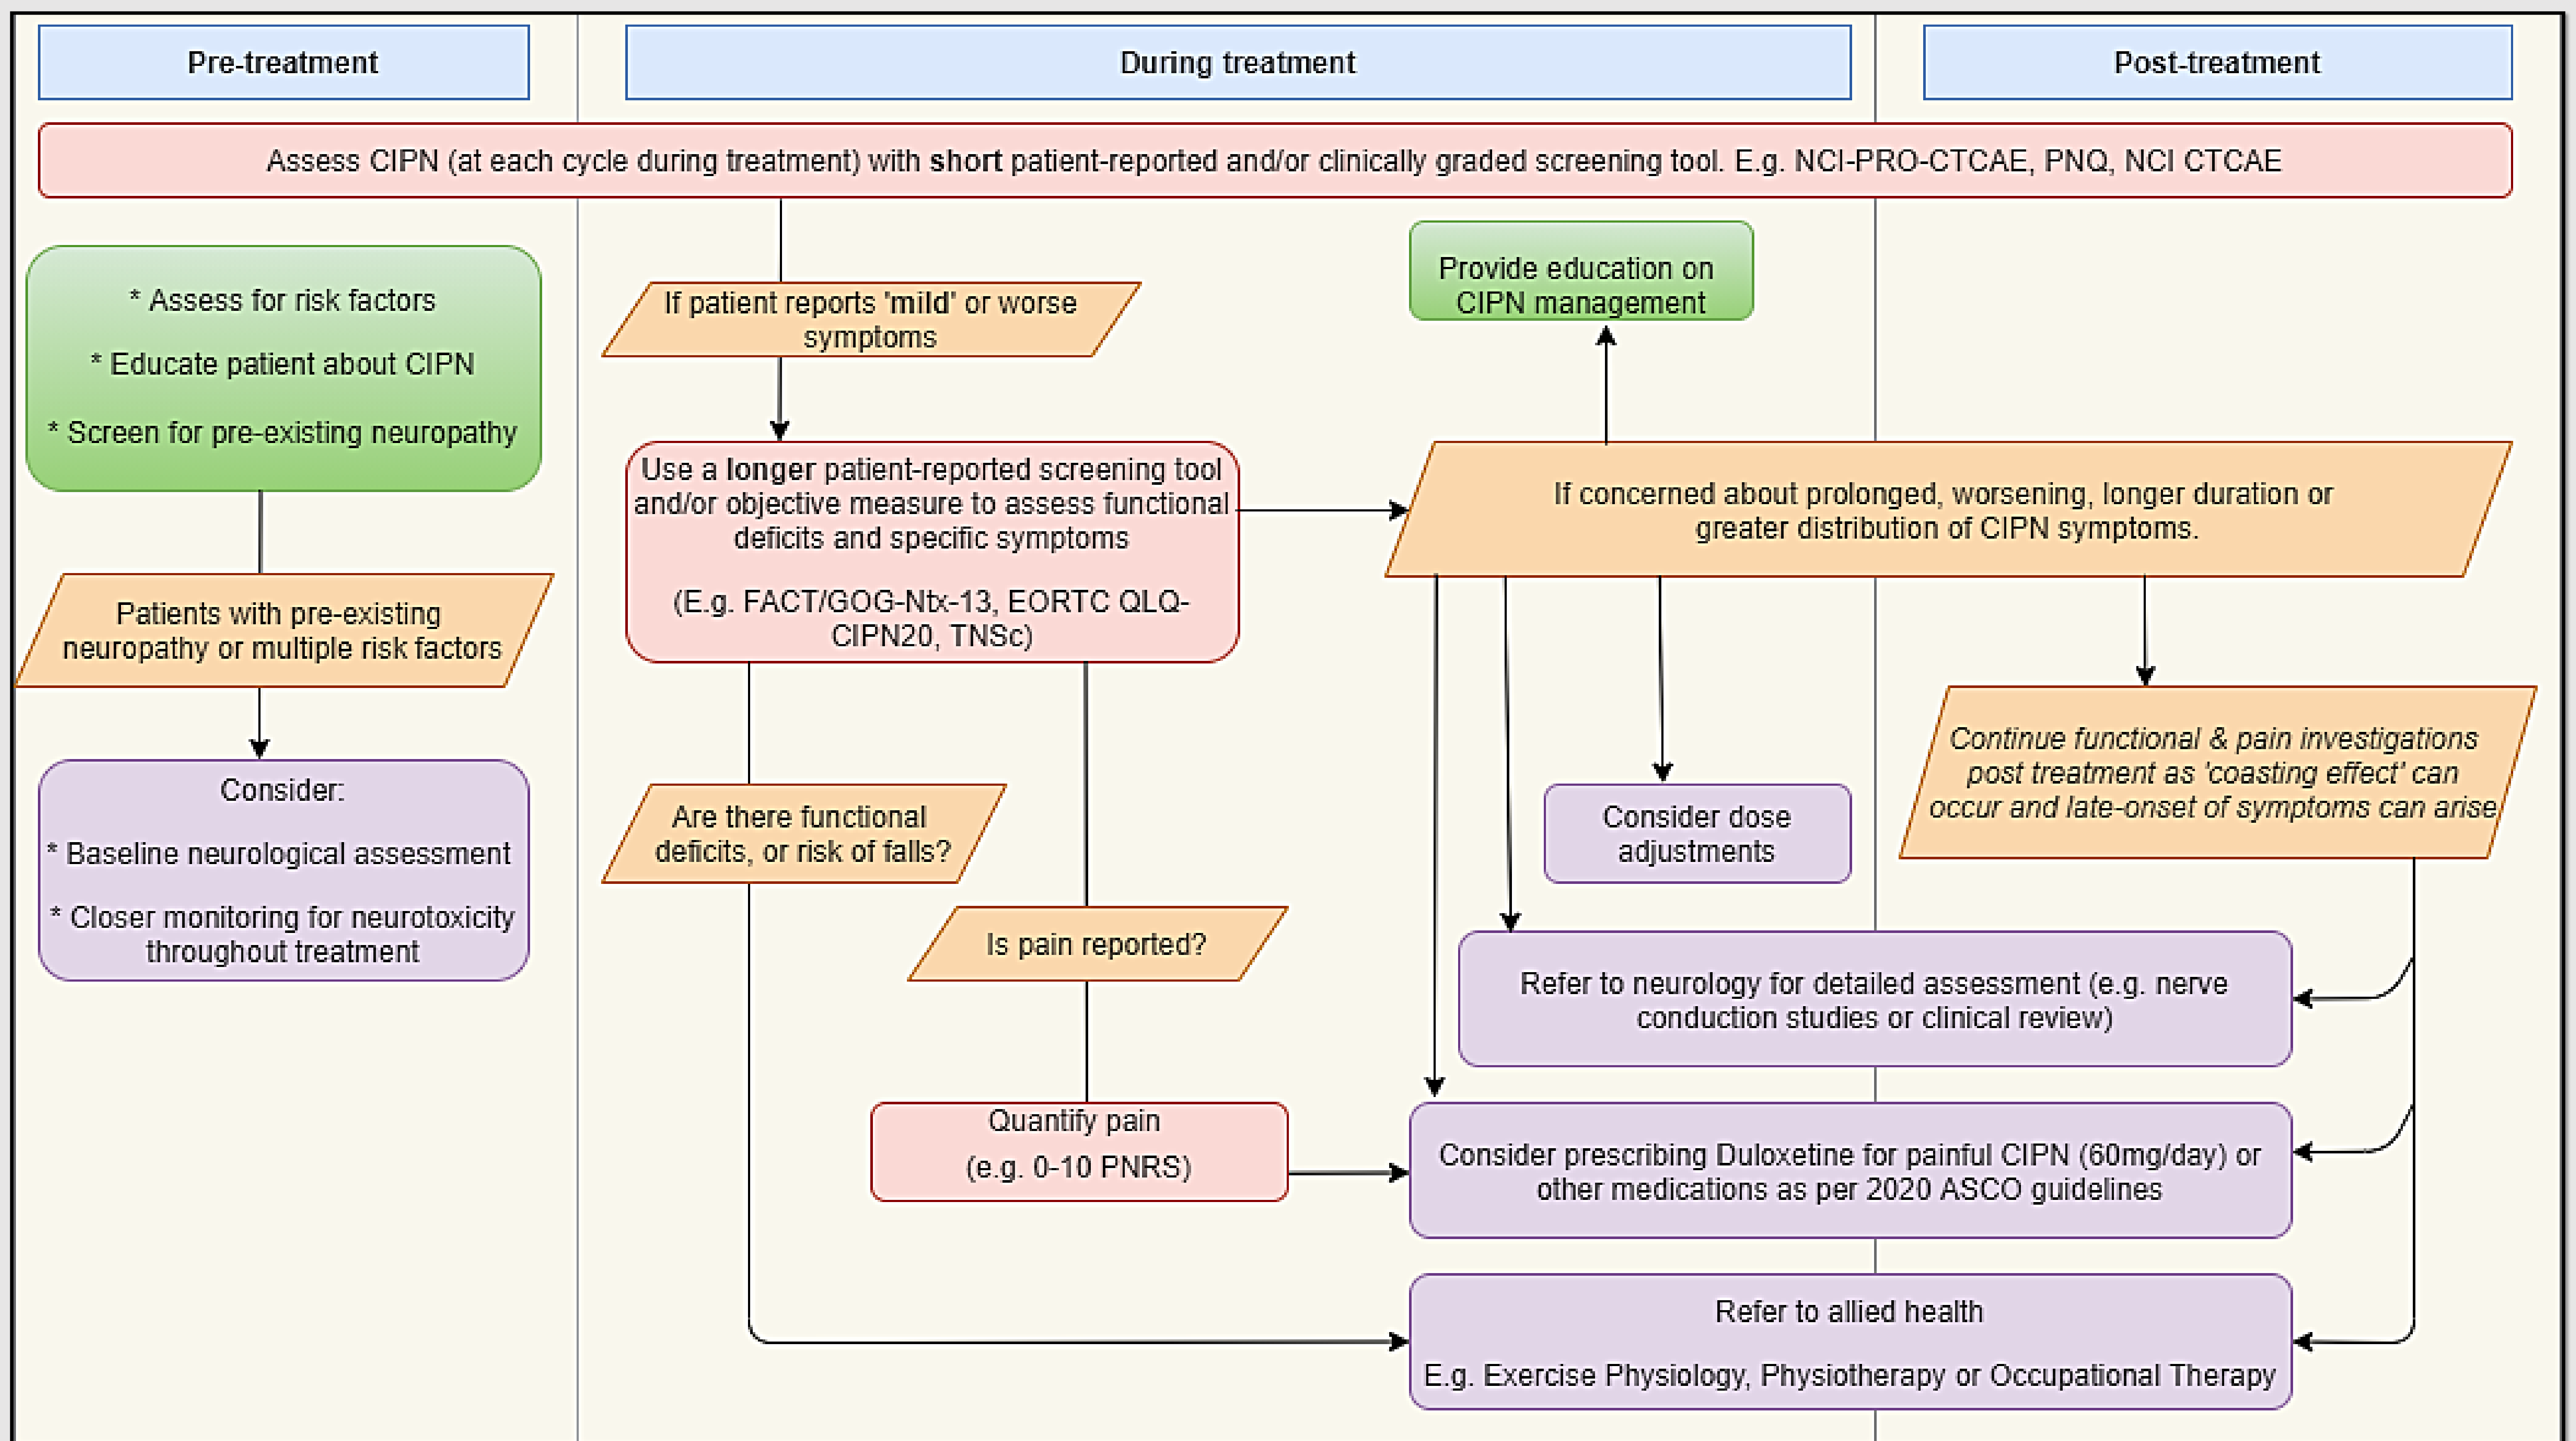 Pre-treatment
During treatment
Post-treatment
Assess CIPN (at each cycle during treatment) with short patient-reported and/or clinically graded screening tool. E.g. NCI-PRO-CTCAE, PNQ, NCI CTCAE
* Assess for risk factors
* Educate patient about CIPN
* Screen for pre-existing neuropathy
Patients with pre-existing
neuropathy or multiple risk factors
Consider:
* Baseline neurological assessment
* Closer monitoring for neurotoxicity
throughout treatment
If patient reports 'mild' or worse
symptoms
Use a longer patient-reported screening tool
and/or objective measure to assess functional
deficits and specific symptoms
(E.g. FACT/GOG-Ntx-13, EORTC QLQ-
CIPN20, TNSc)
Are there functional
deficits, or risk of falls?
Is pain reported?
Quantify pain
(e.g. 0-10 PNRS)
Provide education on
CIPN management
If concerned about prolonged, worsening, longer duration or
greater distribution of CIPN symptoms.
Consider dose
adjustments
Continue functional & pain investigations
post treatment as 'coasting effect' can
occur and late-onset of symptoms can arise
Refer to neurology for detailed assessment (e.g. nerve
conduction studies or clinical review)
Consider prescribing Duloxetine for painful CIPN (60mg/day) or
other medications as per 2020 ASCO guidelines
Refer to allied health
E.g. Exercise Physiology, Physiotherapy or Occupational Therapy